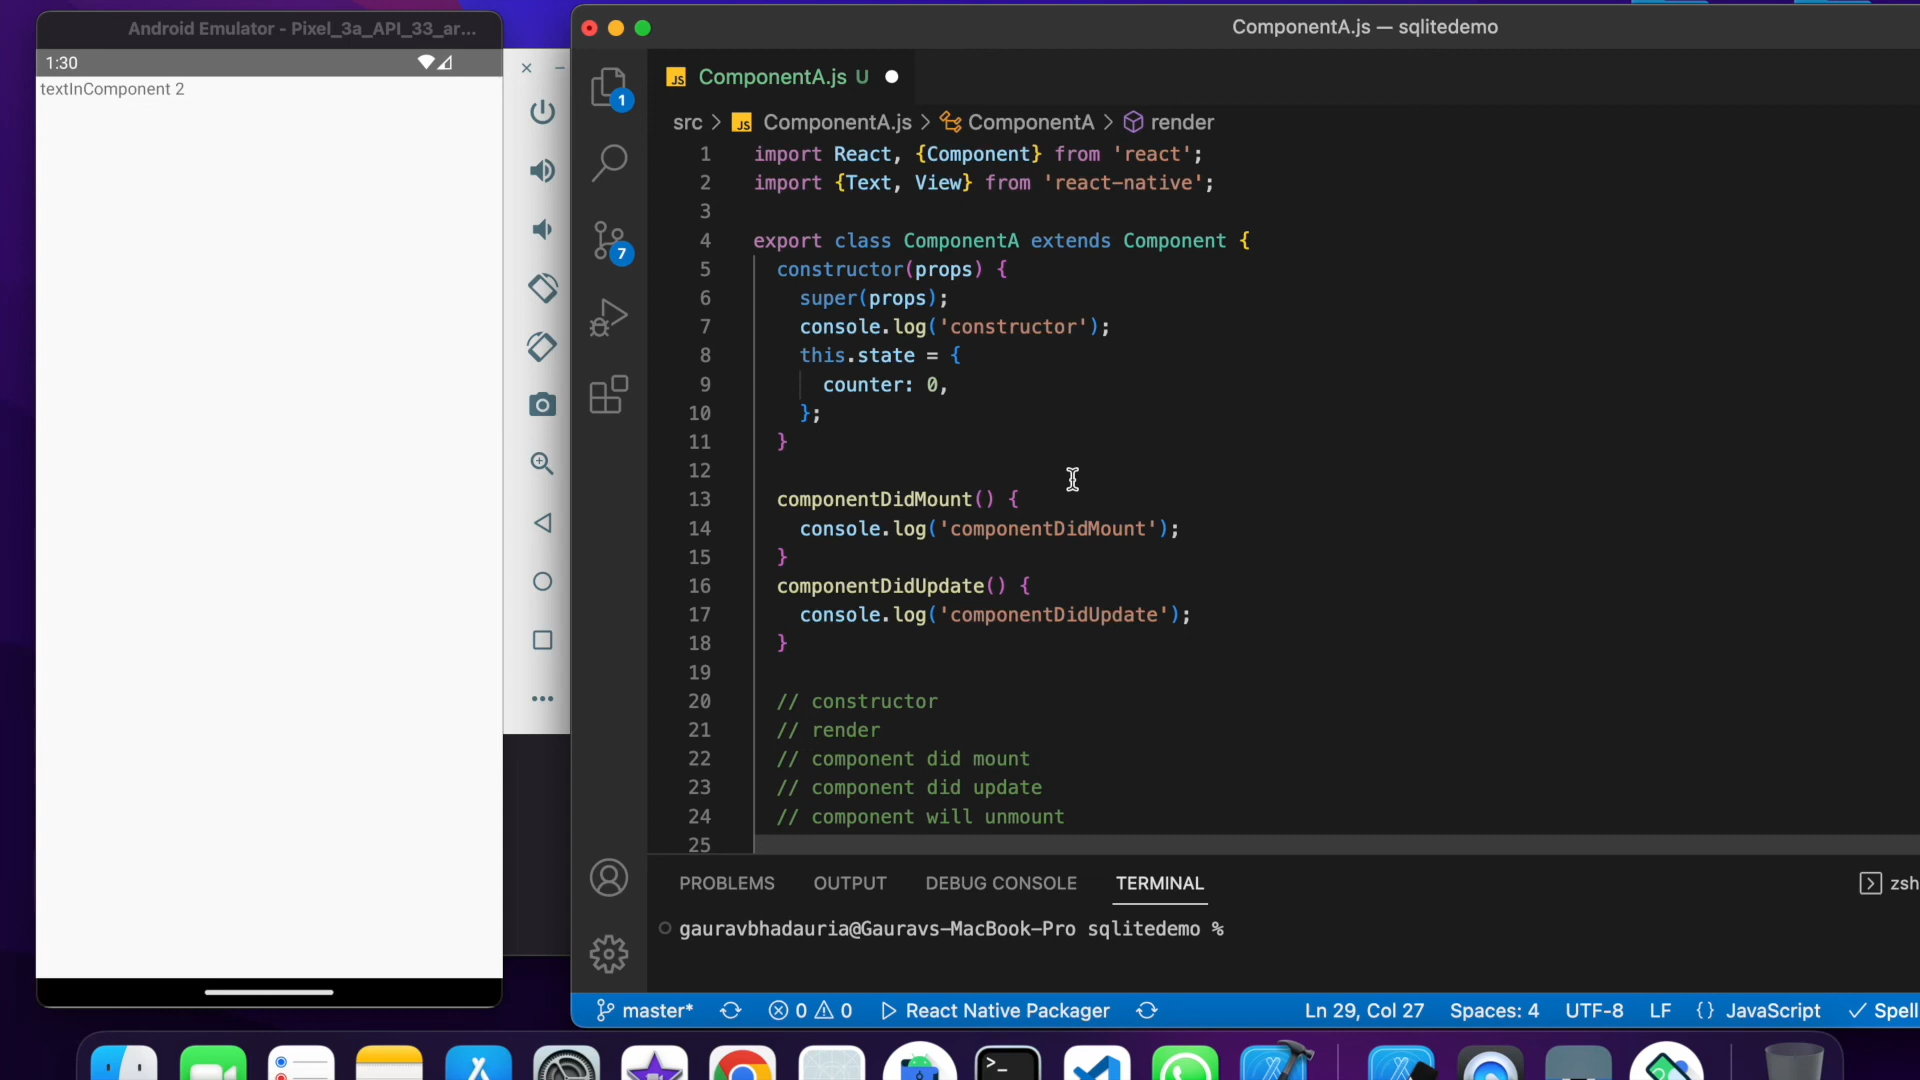 Android Emulator - Pixel_3a_API_33_ar...
1:30
textInComponent 2
ComponentA.js — sqlitedemo
JS ComponentA.js U
src > JS ComponentA.js > ComponentA > render
1 import React, {Component} from 'react';
2 import {Text, View} from 'react-native';
3
4 export class ComponentA extends Component {
5 constructor(props) {
6 super(props);
7 console.log('constructor');
8 this.state = {
9 counter: 0,
10 };
11 }
12
13 componentDidMount() {
14 console.log('componentDidMount');
15 }
16 componentDidUpdate() {
17 console.log('componentDidUpdate');
18 }
19
20 // constructor
21 // render
22 // component did mount
23 // component did update
24 // component will unmount
25
1
7
PROBLEMS OUTPUT DEBUG CONSOLE TERMINAL zsh
gauravbhadauria@Gauravs-MacBook-Pro sqlitedemo %
master* 0 0 React Native Packager Ln 29, Col 27 Spaces: 4 UTF-8 LF {} JavaScript Spell